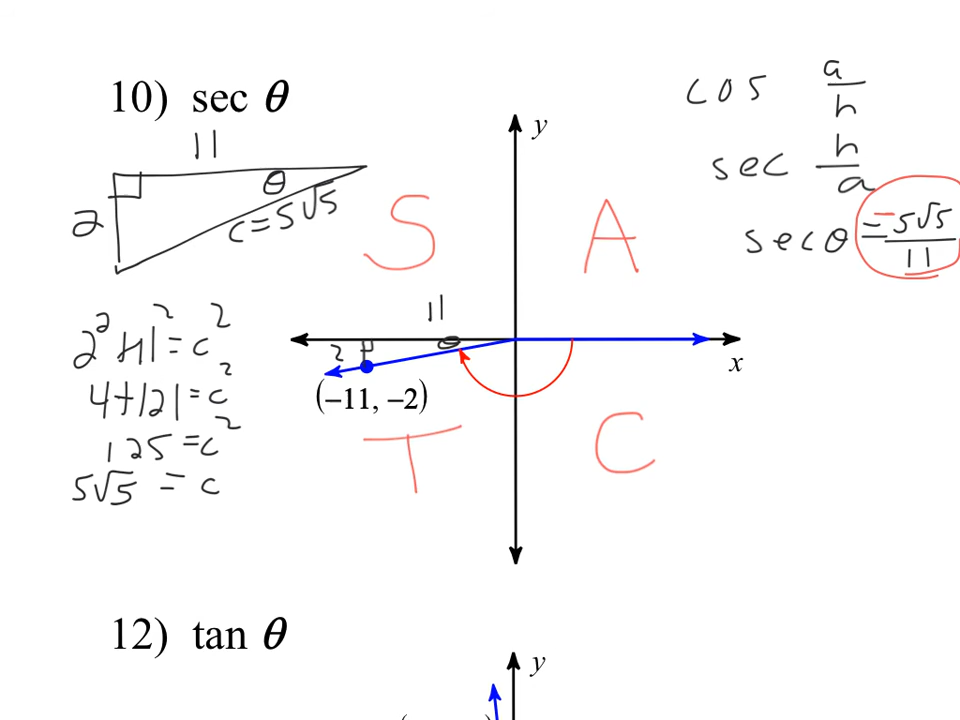 10) sec θ
11
θ
2
c=5√5
2²+11²=c²
4+121=c²
125=c²
5√5 = c
cos a/h
sec h/a
secθ = -5√5/11
S
A
T
C
y
x
11
θ
2
(−11, −2)
12) tan θ
y